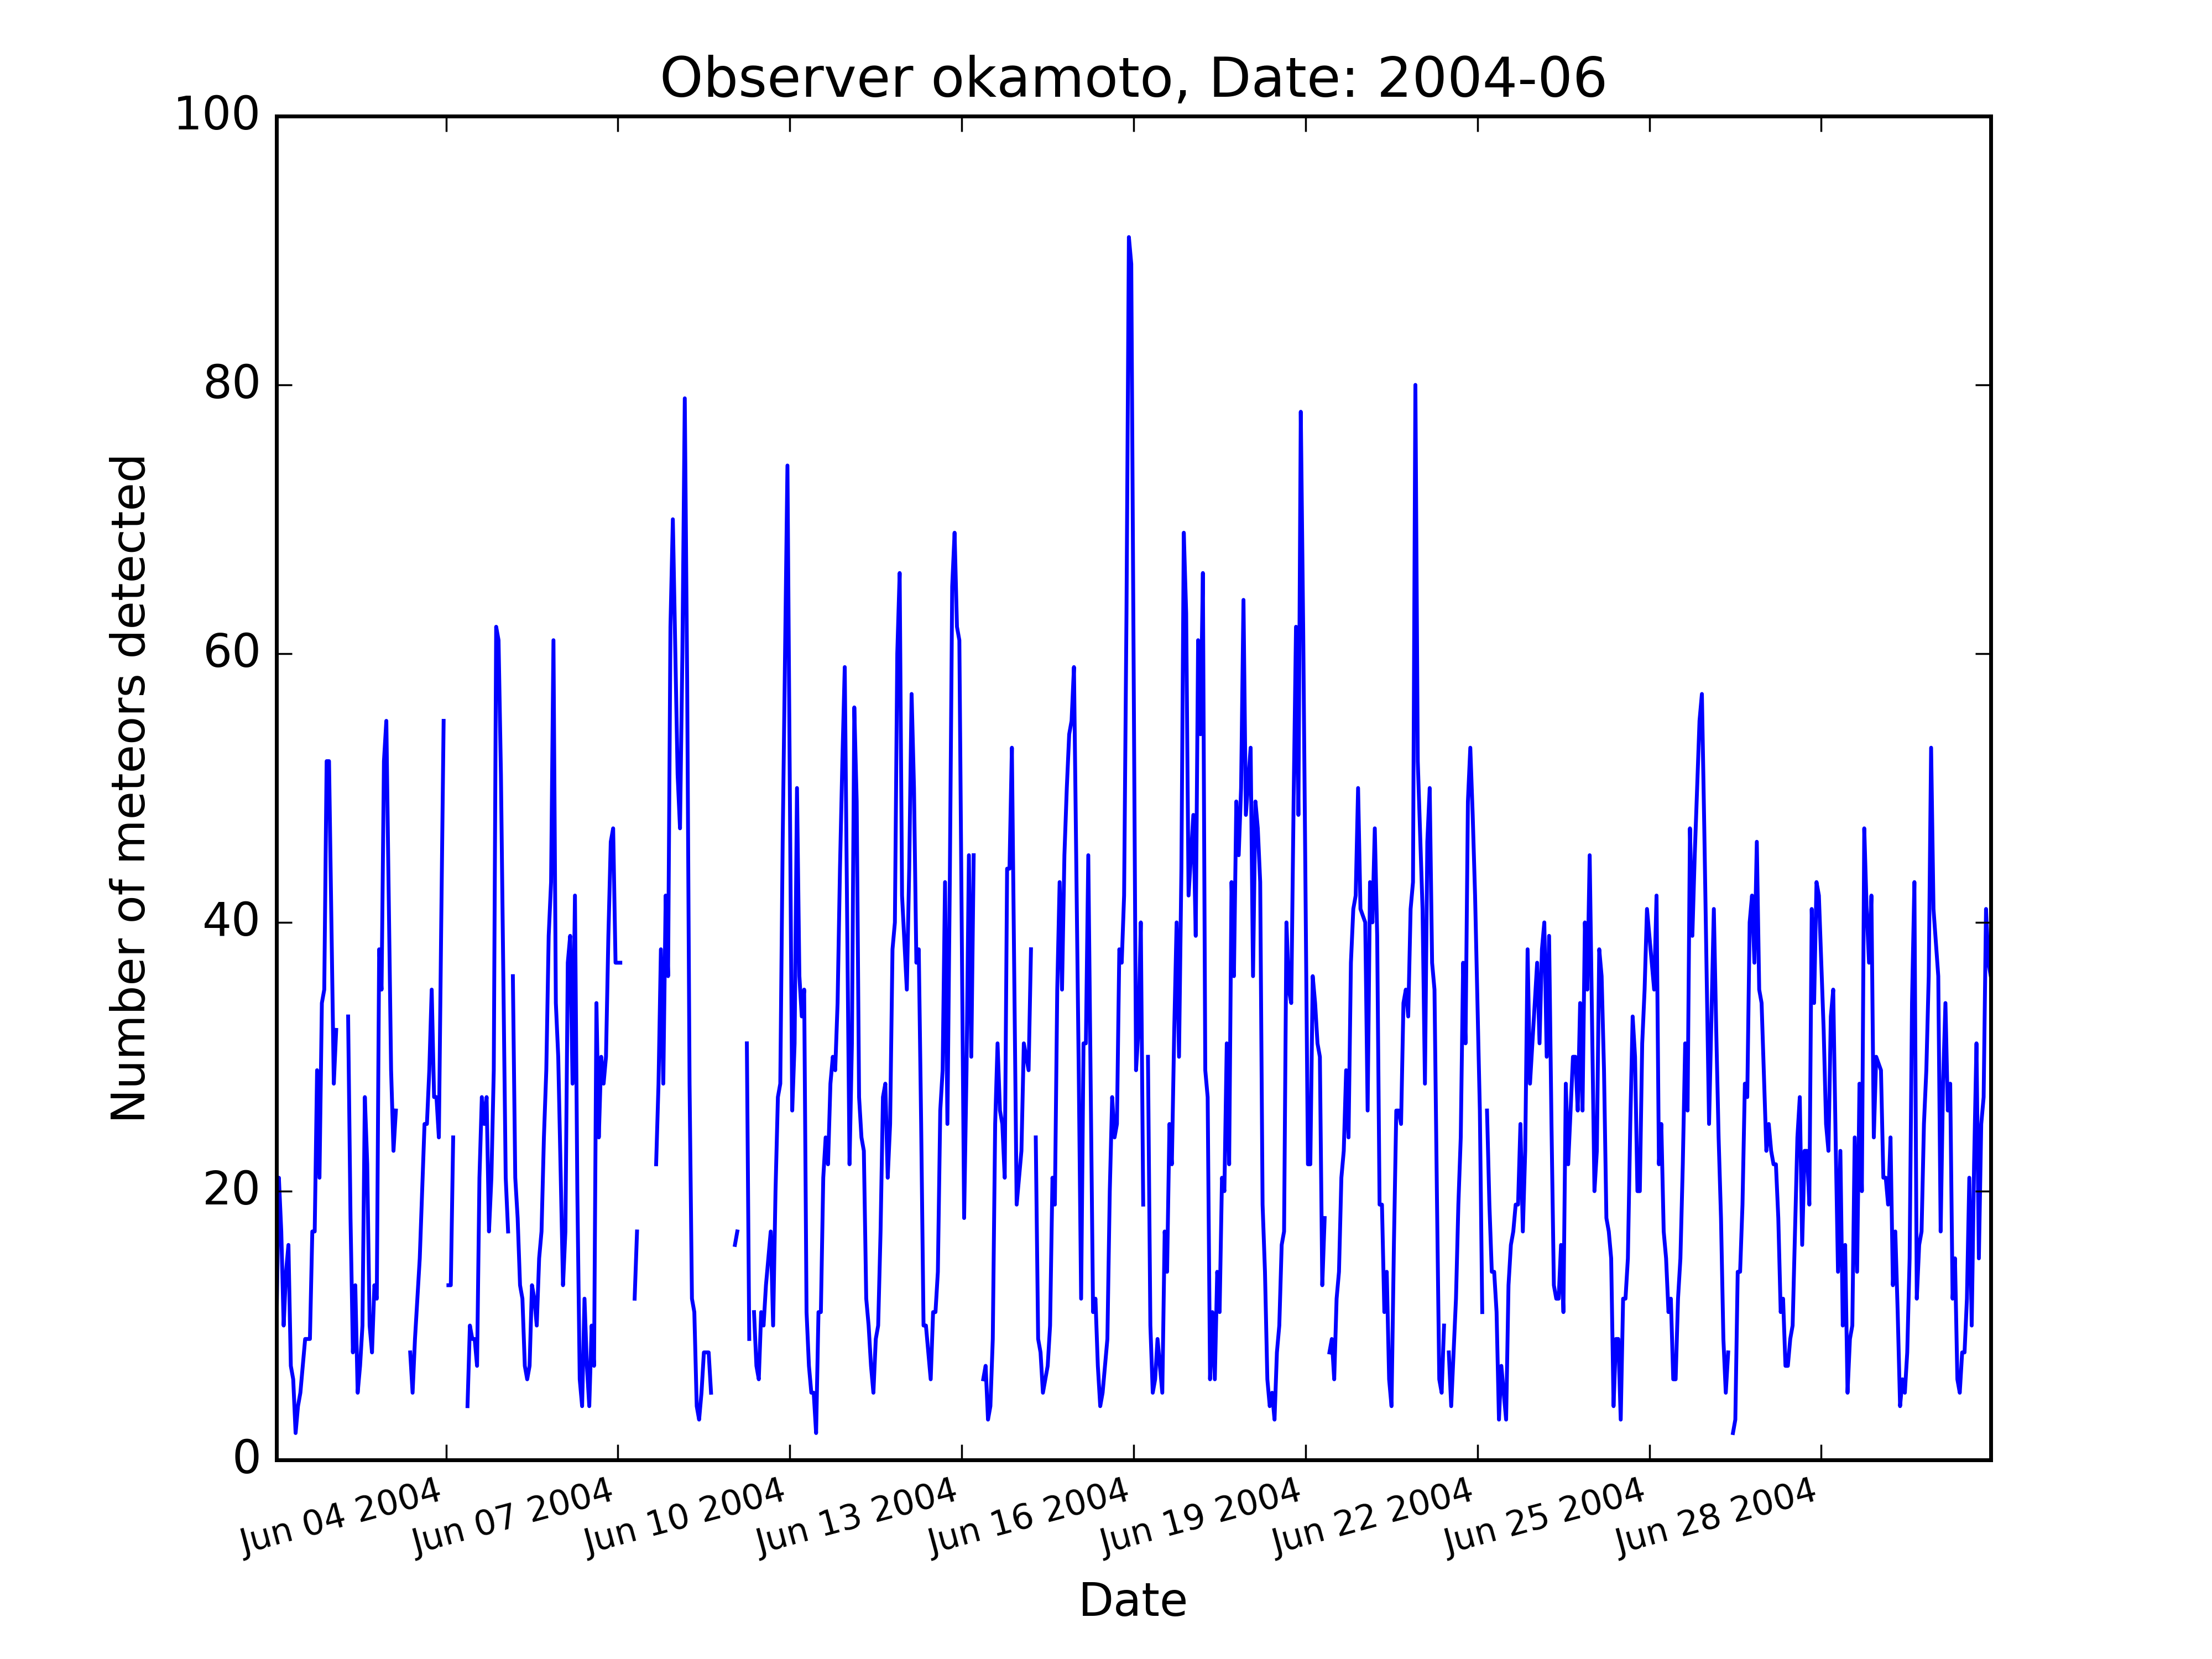 Observer okamoto, Date: 2004-06
100
80
60
40
20
0
Number of meteors detected
Jun 04 2004
Jun 07 2004
Jun 10 2004
Jun 13 2004
Jun 16 2004
Jun 19 2004
Jun 22 2004
Jun 25 2004
Jun 28 2004
Date